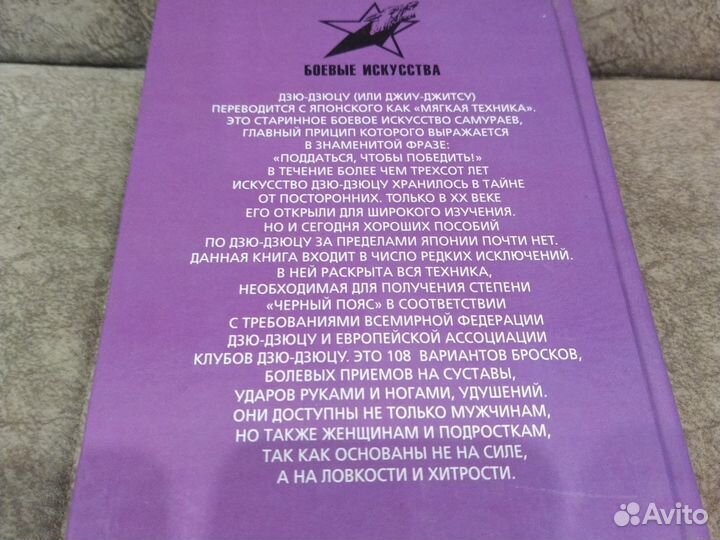 БОЕВЫЕ ИСКУССТВА
ДЗЮ-ДЗЮЦУ (ИЛИ ДЖИУ-ДЖИТСУ)
ПЕРЕВОДИТСЯ С ЯПОНСКОГО КАК «МЯГКАЯ ТЕХНИКА».
ЭТО СТАРИННОЕ БОЕВОЕ ИСКУССТВО САМУРАЕВ,
ГЛАВНЫЙ ПРИЦИП КОТОРОГО ВЫРАЖАЕТСЯ
В ЗНАМЕНИТОЙ ФРАЗЕ:
«ПОДДАТЬСЯ, ЧТОБЫ ПОБЕДИТЬ!»
В ТЕЧЕНИЕ БОЛЕЕ ЧЕМ ТРЕХСОТ ЛЕТ
ИСКУССТВО ДЗЮ-ДЗЮЦУ ХРАНИЛОСЬ В ТАЙНЕ
ОТ ПОСТОРОННИХ. ТОЛЬКО В XX ВЕКЕ
ЕГО ОТКРЫЛИ ДЛЯ ШИРОКОГО ИЗУЧЕНИЯ.
НО И СЕГОДНЯ ХОРОШИХ ПОСОБИЙ
ПО ДЗЮ-ДЗЮЦУ ЗА ПРЕДЕЛАМИ ЯПОНИИ ПОЧТИ НЕТ.
ДАННАЯ КНИГА ВХОДИТ В ЧИСЛО РЕДКИХ ИСКЛЮЧЕНИЙ.
В НЕЙ РАСКРЫТА ВСЯ ТЕХНИКА,
НЕОБХОДИМАЯ ДЛЯ ПОЛУЧЕНИЯ СТЕПЕНИ
«ЧЕРНЫЙ ПОЯС» В СООТВЕТСТВИИ
С ТРЕБОВАНИЯМИ ВСЕМИРНОЙ ФЕДЕРАЦИИ
ДЗЮ-ДЗЮЦУ И ЕВРОПЕЙСКОЙ АССОЦИАЦИИ
КЛУБОВ ДЗЮ-ДЗЮЦУ. ЭТО 108 ВАРИАНТОВ БРОСКОВ,
БОЛЕВЫХ ПРИЕМОВ НА СУСТАВЫ,
УДАРОВ РУКАМИ И НОГАМИ, УДУШЕНИЙ.
ОНИ ДОСТУПНЫ НЕ ТОЛЬКО МУЖЧИНАМ,
НО ТАКЖЕ ЖЕНЩИНАМ И ПОДРОСТКАМ,
ТАК КАК ОСНОВАНЫ НЕ НА СИЛЕ,
А НА ЛОВКОСТИ И ХИТРОСТИ.
Avito